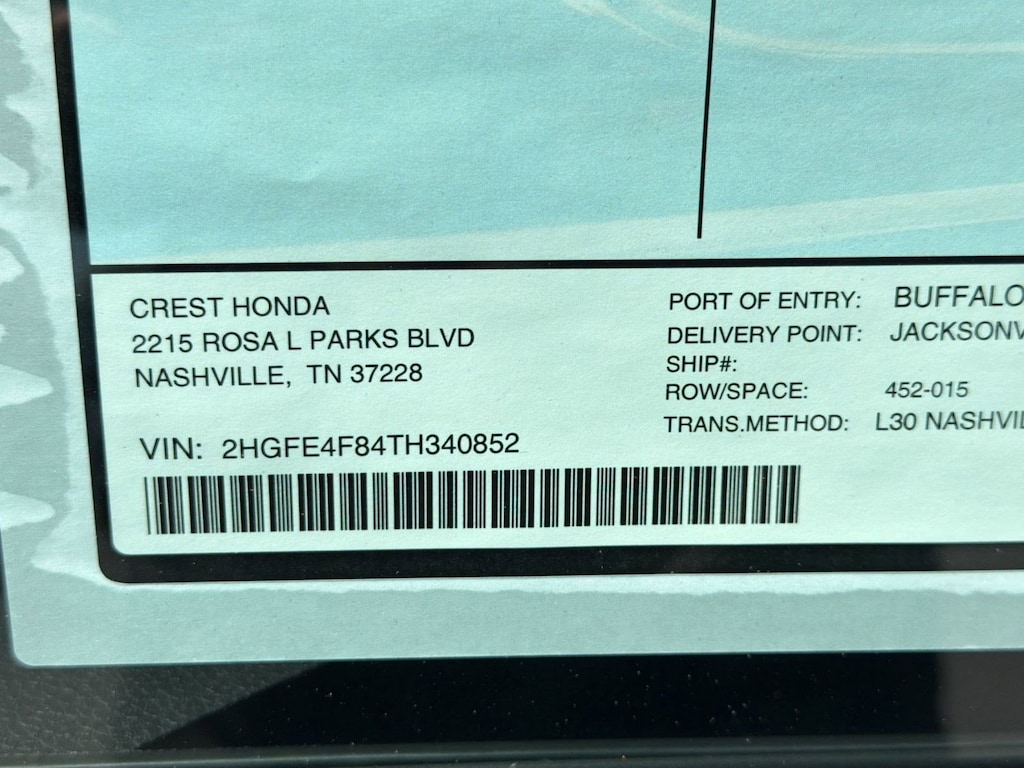 CREST HONDA
2215 ROSA L PARKS BLVD
NASHVILLE, TN 37228
VIN: 2HGFE4F84TH340852
PORT OF ENTRY: BUFFALO
DELIVERY POINT:
SHIP#:
ROW/SPACE: 452-015
TRANS.METHOD: L30